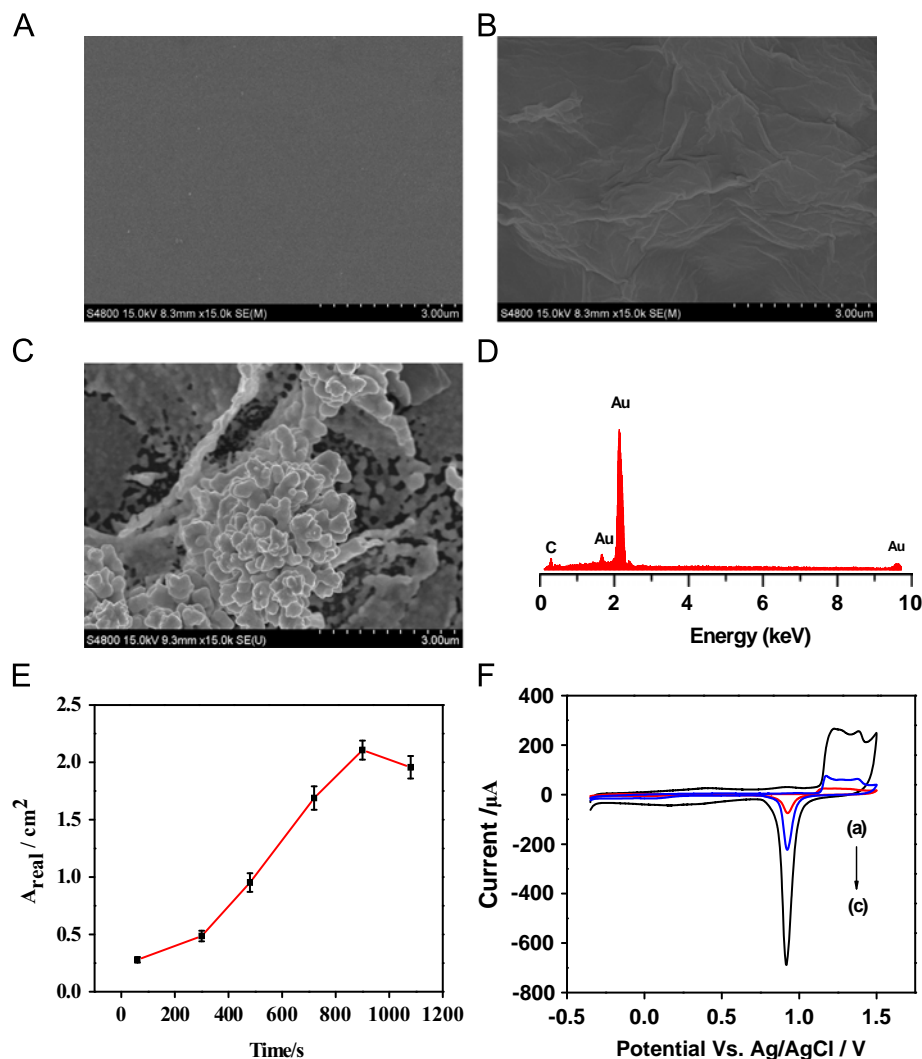 A
B
S4800 15.0kV 8.3mm x15.0k SE(M)
3.00um
S4800 15.0kV 8.3mm x15.0k SE(M)
3.00um
C
D
S4800 15.0kV 9.3mm x15.0k SE(U)
3.00um
Au
C
Au
Au
0
2
4
6
8
10
Energy (keV)
E
F
2.5
2.0
1.5
1.0
0.5
0.0
Areal / cm2
0
200
400
600
800
1000
1200
Time/s
400
200
0
-200
-400
-600
-800
Current /µA
(a)
(c)
-0.5
0.0
0.5
1.0
1.5
Potential Vs. Ag/AgCl / V